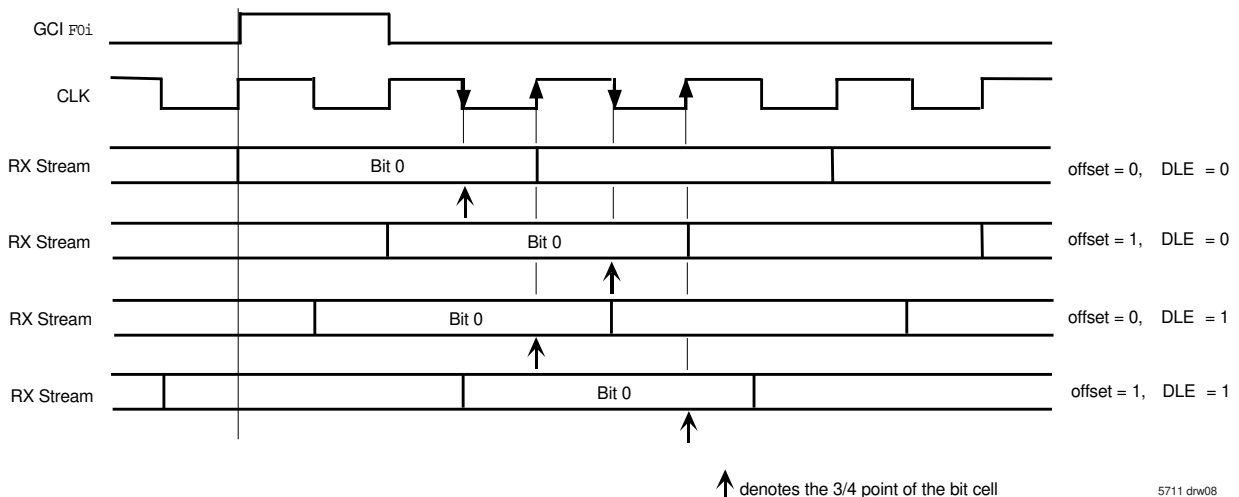 GCI F0i
CLK
RX Stream Bit 0 offset = 0, DLE = 0
RX Stream Bit 0 offset = 1, DLE = 0
RX Stream Bit 0 offset = 0, DLE = 1
RX Stream Bit 0 offset = 1, DLE = 1
denotes the 3/4 point of the bit cell
5711 drw08